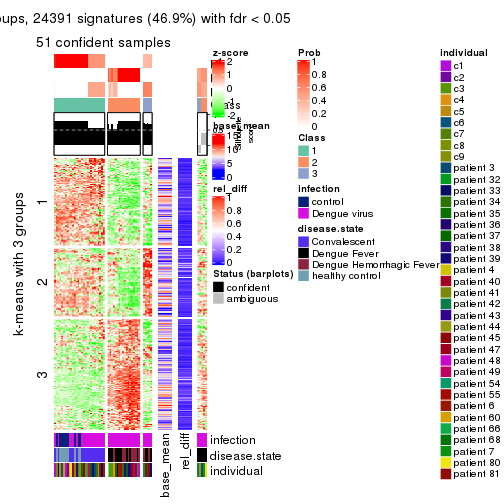 oups, 24391 signatures (46.9%) with fdr < 0.05
51 confident samples
k-means with 3 groups
1
2
3
base_mean
rel_diff
infection
disease.state
individual
z-score
2
1
0
-1
-2
base_mean
15
10
5
0
rel_diff
1
0.8
0.6
0.4
0.2
0
Status (barplots)
confident
ambiguous
Prob
1
0.8
0.6
0.4
0.2
0
Class
1
2
3
infection
control
Dengue virus
disease.state
Convalescent
Dengue Fever
Dengue Hemorrhagic Fever
healthy control
individual
c1
c2
c3
c4
c5
c6
c7
c8
c9
patient 3
patient 32
patient 33
patient 34
patient 35
patient 36
patient 37
patient 38
patient 39
patient 4
patient 40
patient 41
patient 42
patient 43
patient 44
patient 45
patient 47
patient 48
patient 49
patient 54
patient 55
patient 6
patient 60
patient 66
patient 68
patient 7
patient 80
patient 81